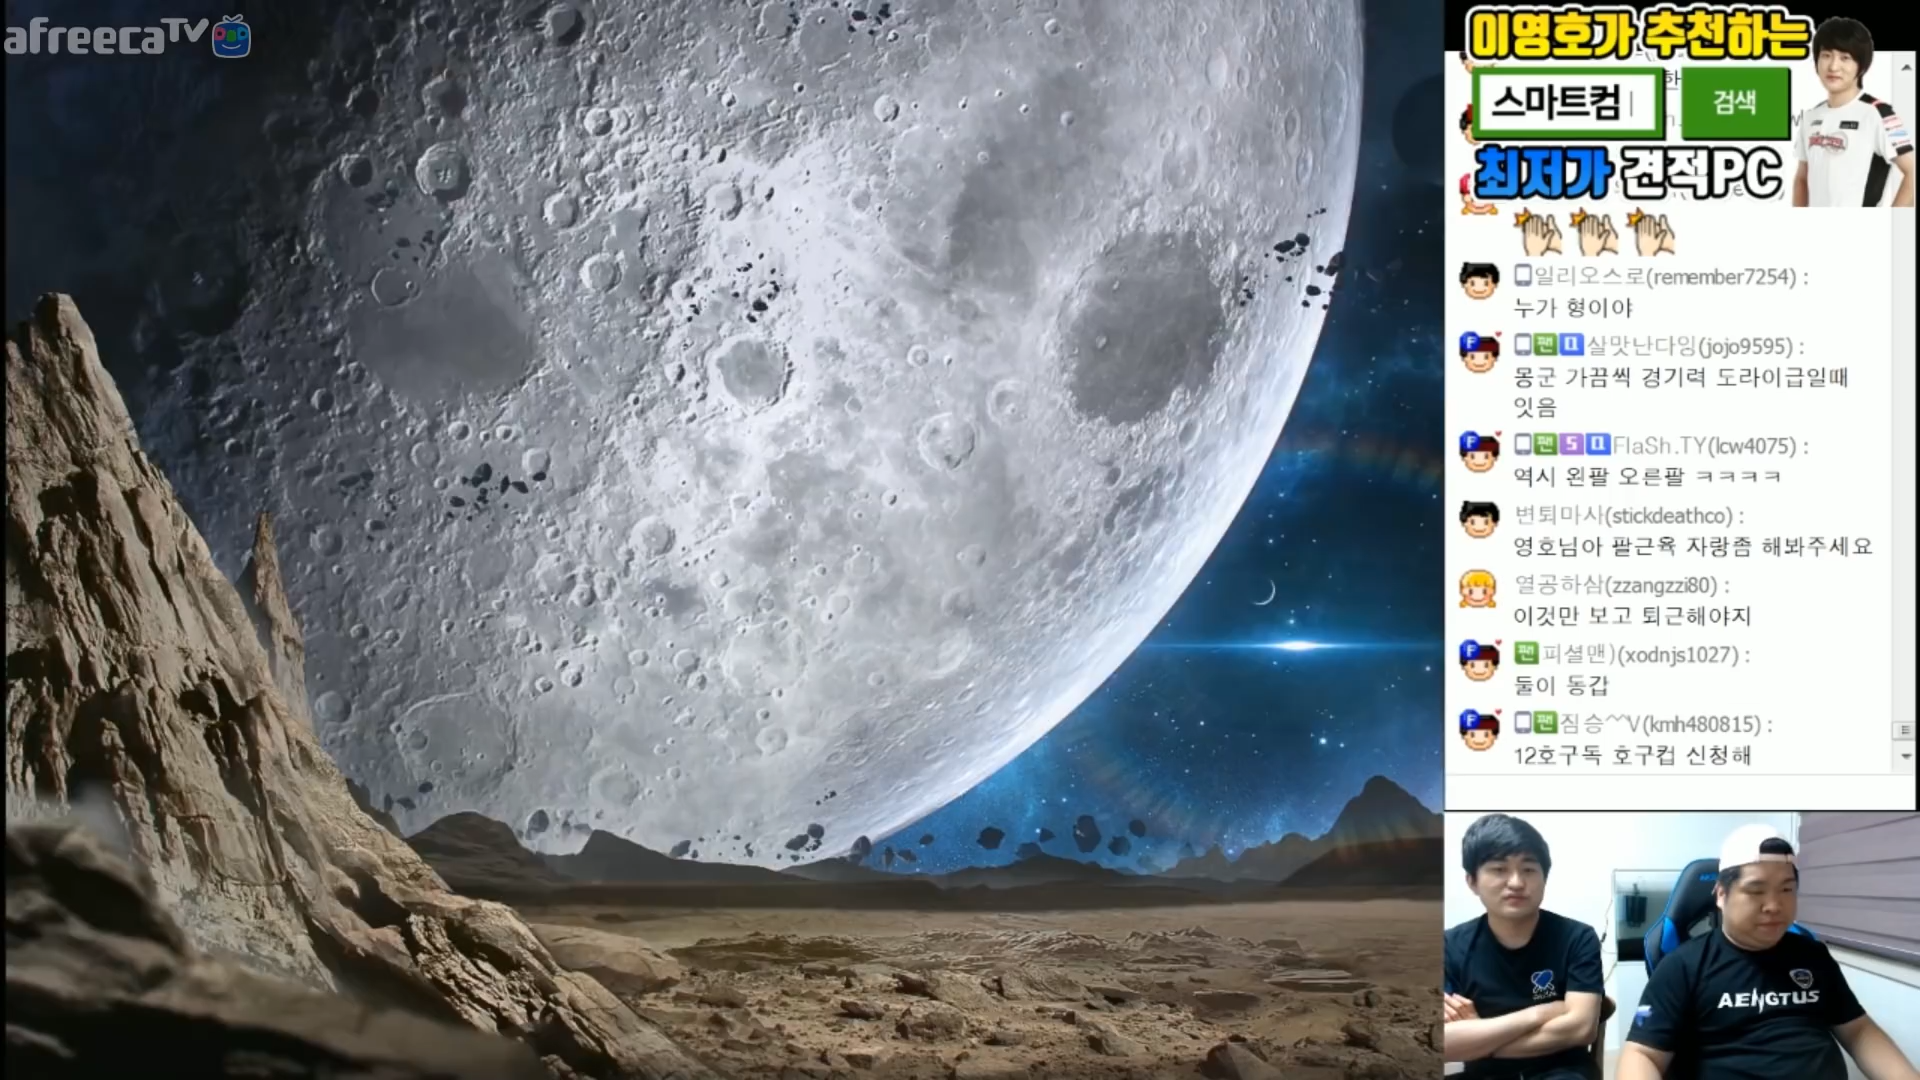 afreecaTV
이영호가 추천하는
스마트컴
검색
최저가 견적PC
일리오스로(remember7254) :
누가 형이야
팬 살맛난다잉(jojo9595) :
몽군 가끔씩 경기력 도라이급일때
잇음
팬 S FlaSh.TY(lcw4075) :
역시 왼팔 오른팔 ㅋㅋㅋㅋ
변퇴마사(stickdeathco) :
영호님아 팔근육 자랑좀 해봐주세요
열공하삼(zzangzzi80) :
이것만 보고 퇴근해야지
팬 피셜맨)(xodnjs1027) :
둘이 동갑
팬 짐승^^V(kmh480815) :
12호구독 호구컵 신청해
AENGTUS